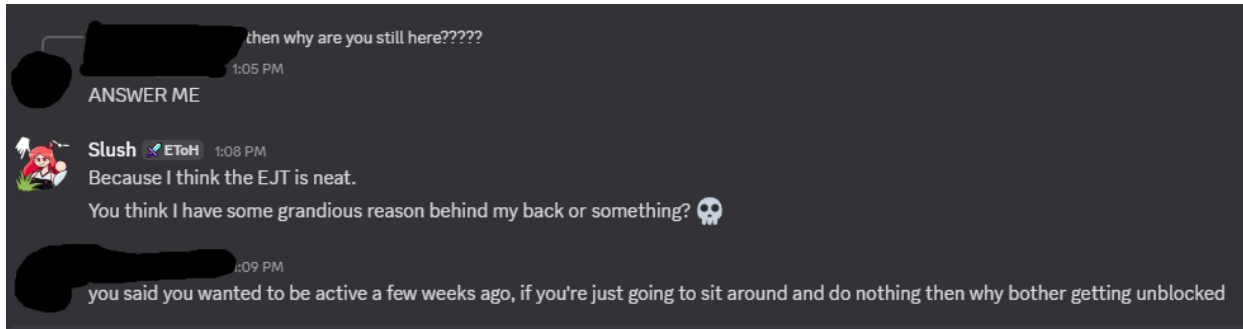 then why are you still here?????
1:05 PM
ANSWER ME
Slush EToH 1:08 PM
Because I think the EJT is neat.
You think I have some grandious reason behind my back or something? 💀
:09 PM
you said you wanted to be active a few weeks ago, if you're just going to sit around and do nothing then why bother getting unblocked